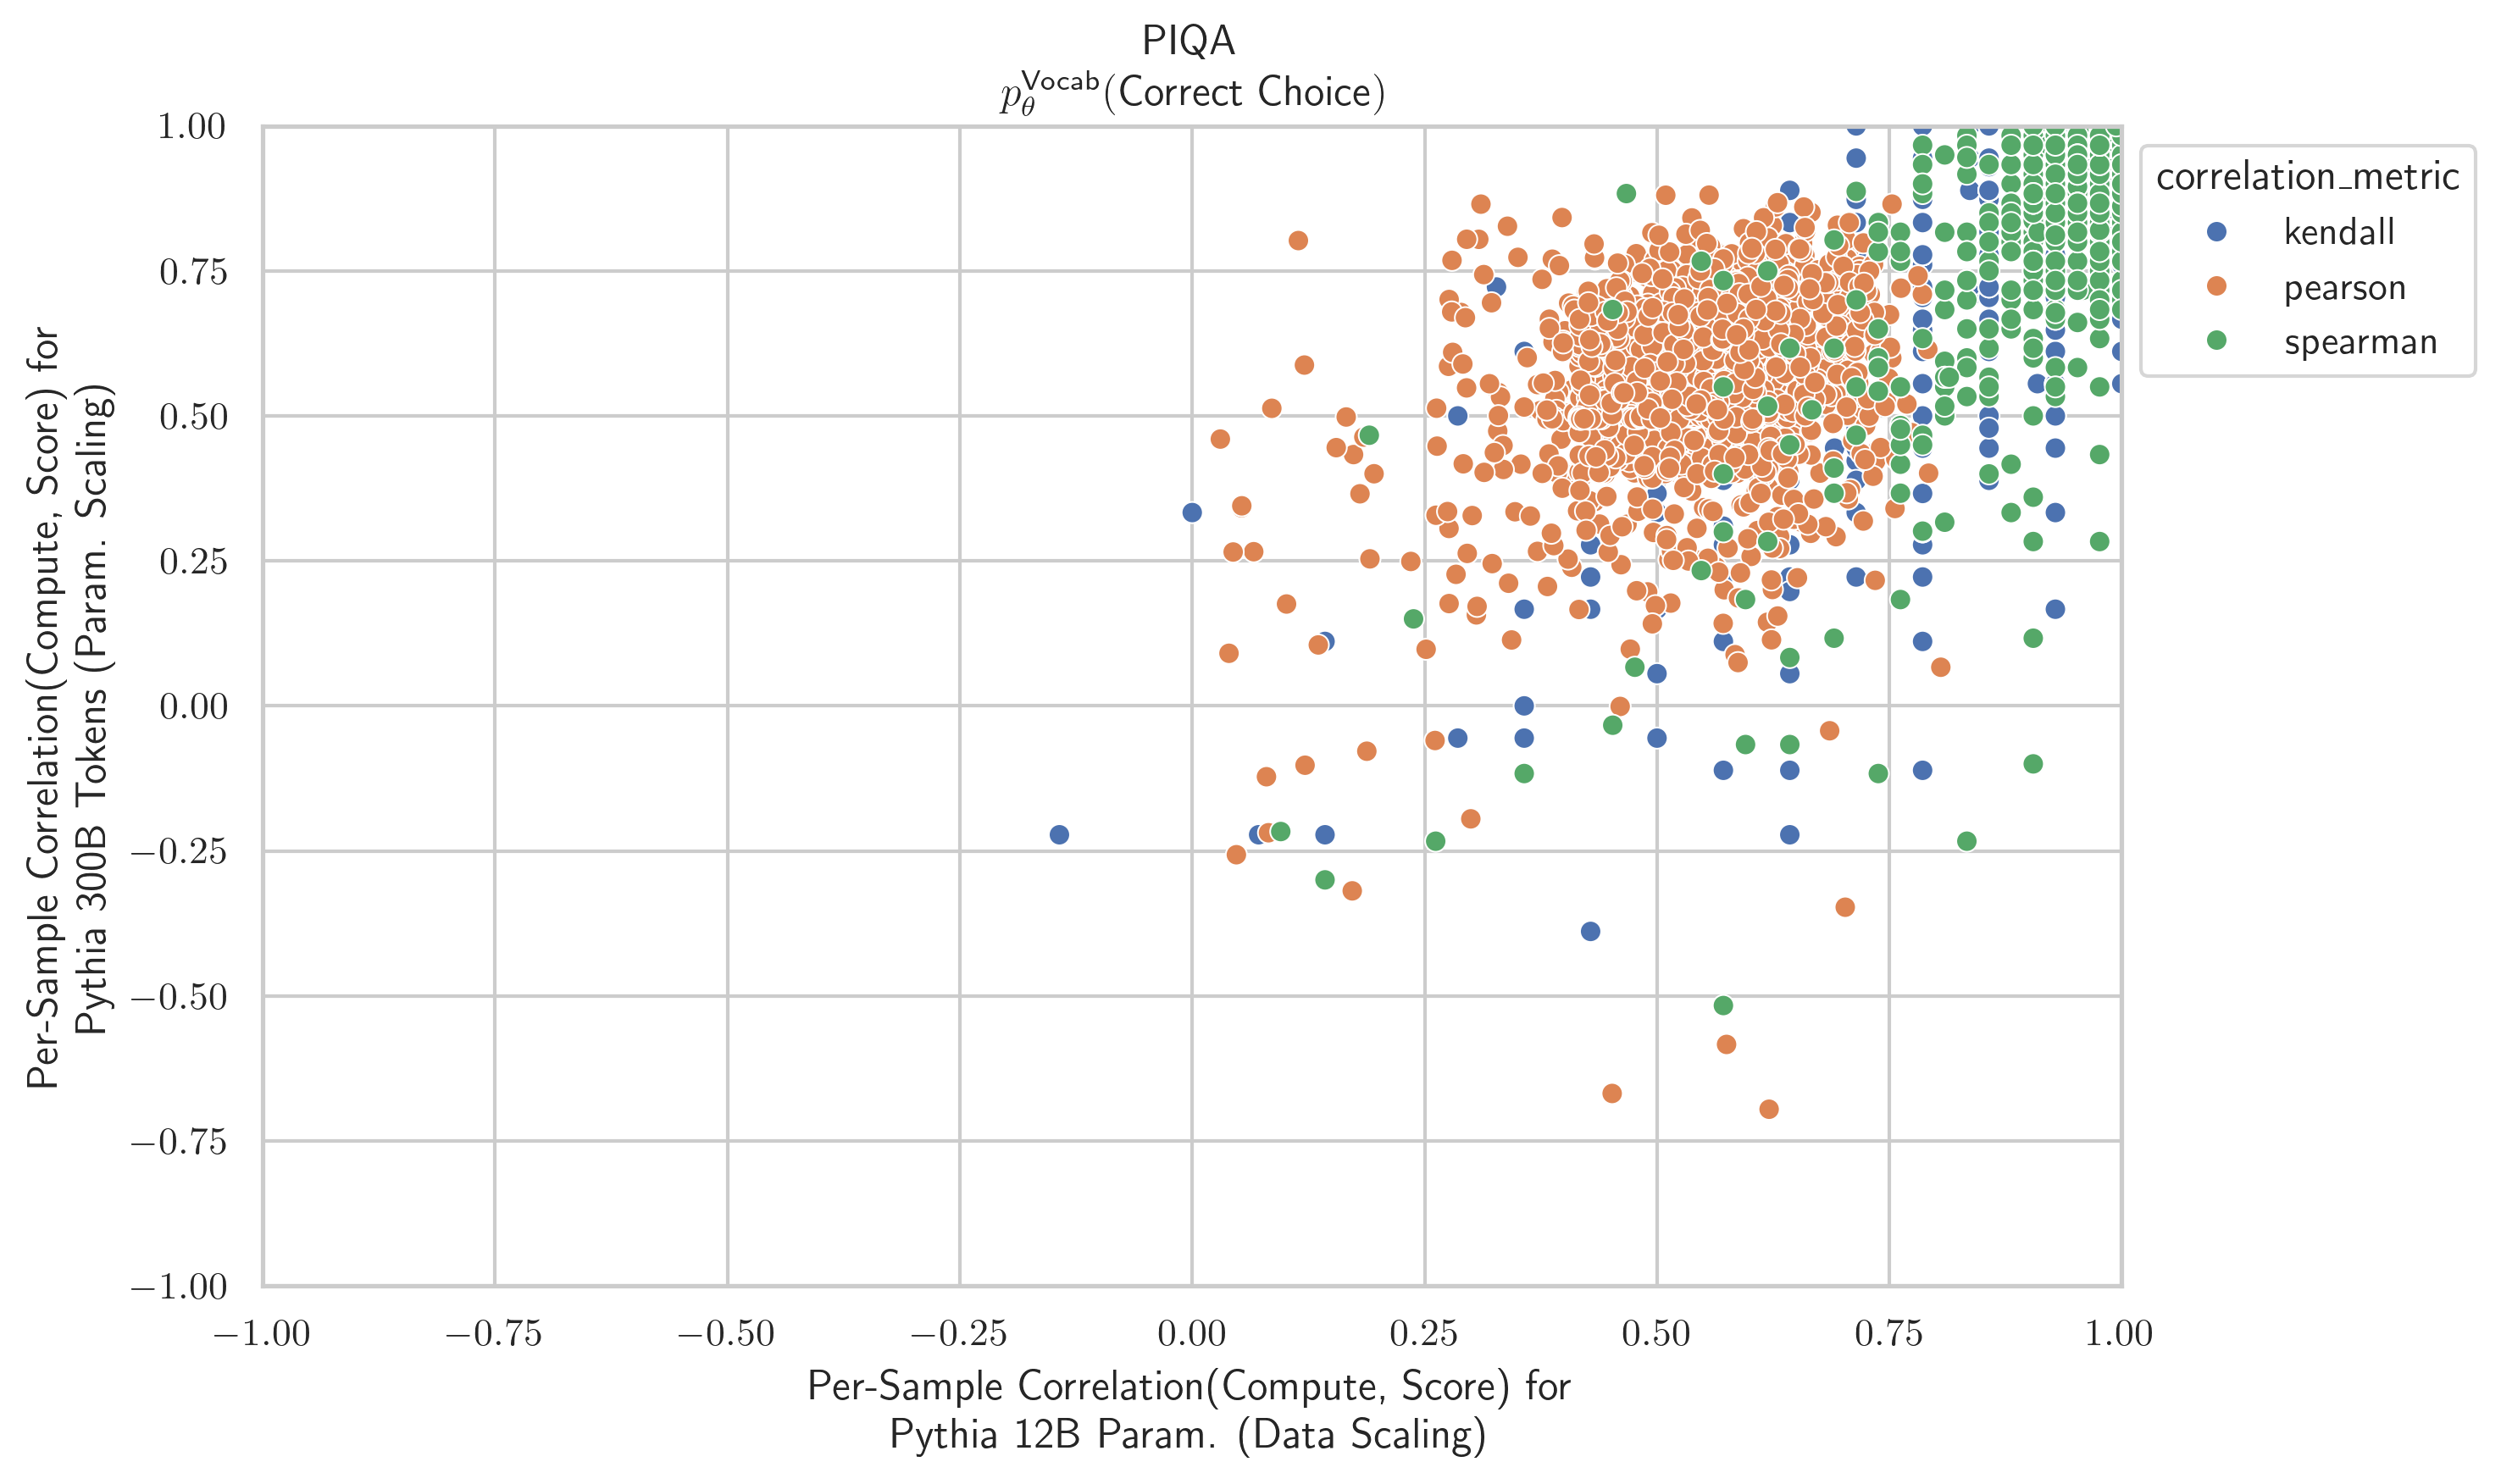 PIQA
p_θ^Vocab(Correct Choice)
Per-Sample Correlation(Compute, Score) for
Pythia 300B Tokens (Param. Scaling)
1.00
0.75
0.50
0.25
0.00
−0.25
−0.50
−0.75
−1.00
−1.00 −0.75 −0.50 −0.25 0.00 0.25 0.50 0.75 1.00
Per-Sample Correlation(Compute, Score) for
Pythia 12B Param. (Data Scaling)
correlation_metric
kendall
pearson
spearman